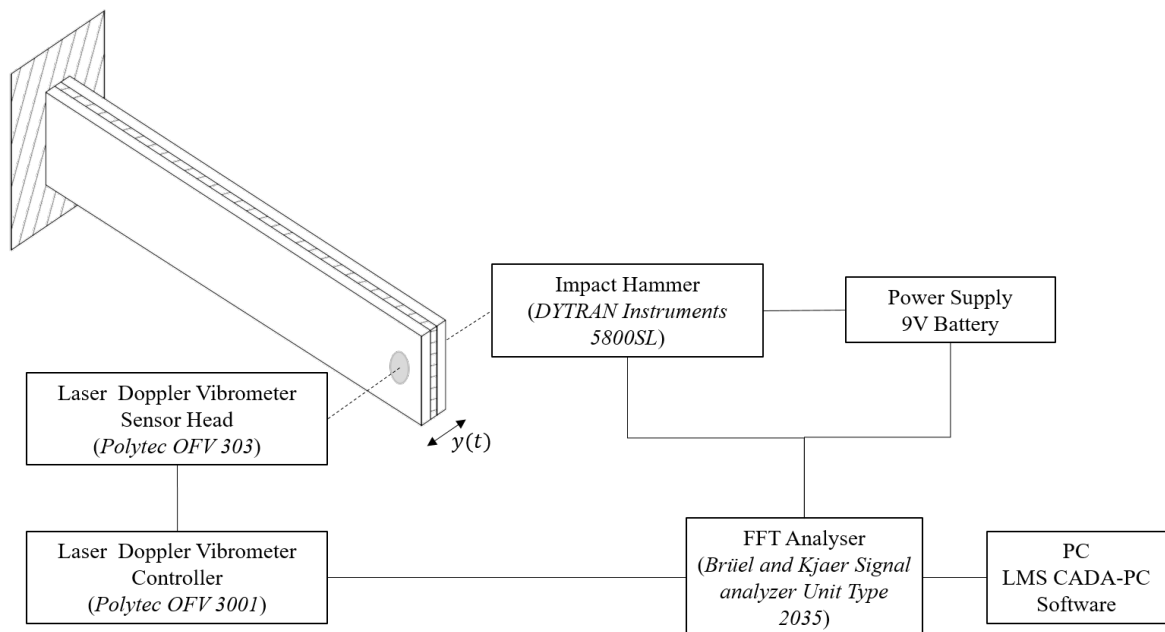 Impact Hammer
(DYTRAN Instruments
5800SL)
Power Supply
9V Battery
Laser Doppler Vibrometer
Sensor Head
(Polytec OFV 303)
y(t)
Laser Doppler Vibrometer
Controller
(Polytec OFV 3001)
FFT Analyser
(Brüel and Kjaer Signal
analyzer Unit Type
2035)
PC
LMS CADA-PC
Software